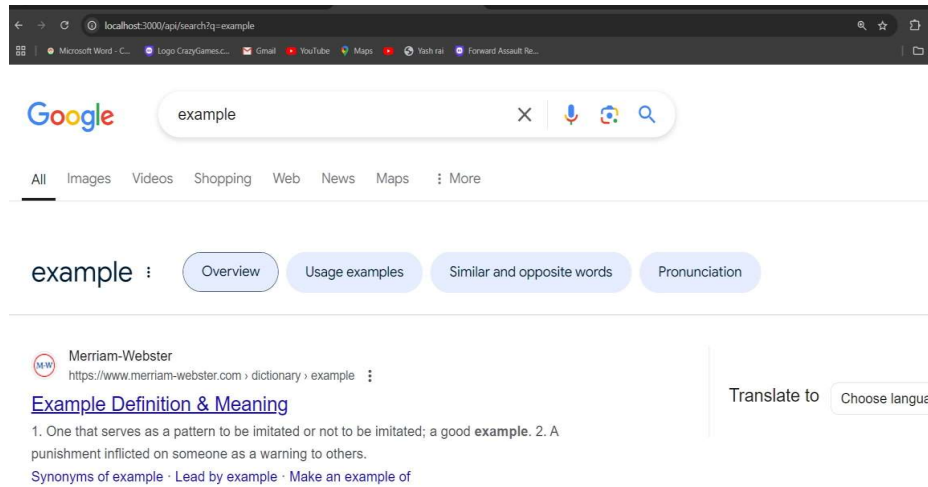 localhost:3000/api/search?q=example
Microsoft Word - C... Logo CrazyGames.c... Gmail YouTube Maps Yash rai Forward Assault Re...
Google example
All Images Videos Shopping Web News Maps More
example Overview Usage examples Similar and opposite words Pronunciation
M-W Merriam-Webster
https://www.merriam-webster.com › dictionary › example
Example Definition & Meaning
1. One that serves as a pattern to be imitated or not to be imitated; a good example. 2. A
punishment inflicted on someone as a warning to others.
Synonyms of example · Lead by example · Make an example of
Translate to Choose langua